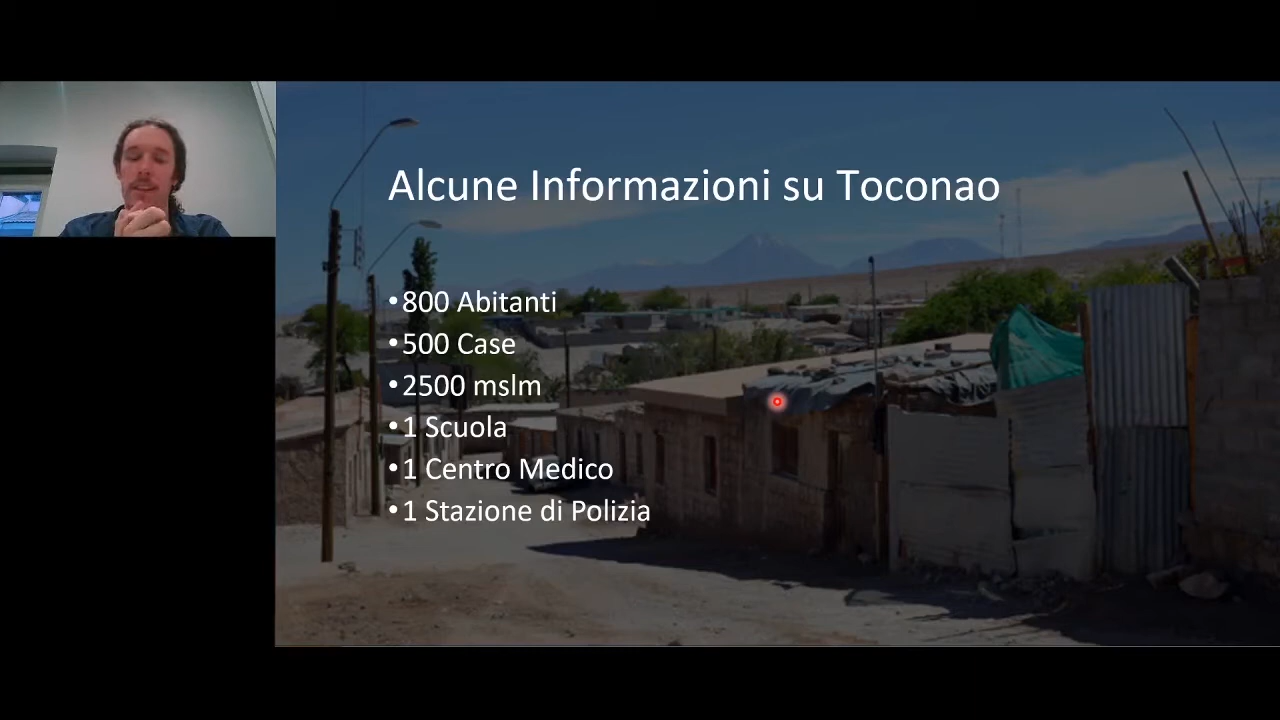 Alcune Informazioni su Toconao
•800 Abitanti
•500 Case
•2500 mslm
•1 Scuola
•1 Centro Medico
•1 Stazione di Polizia